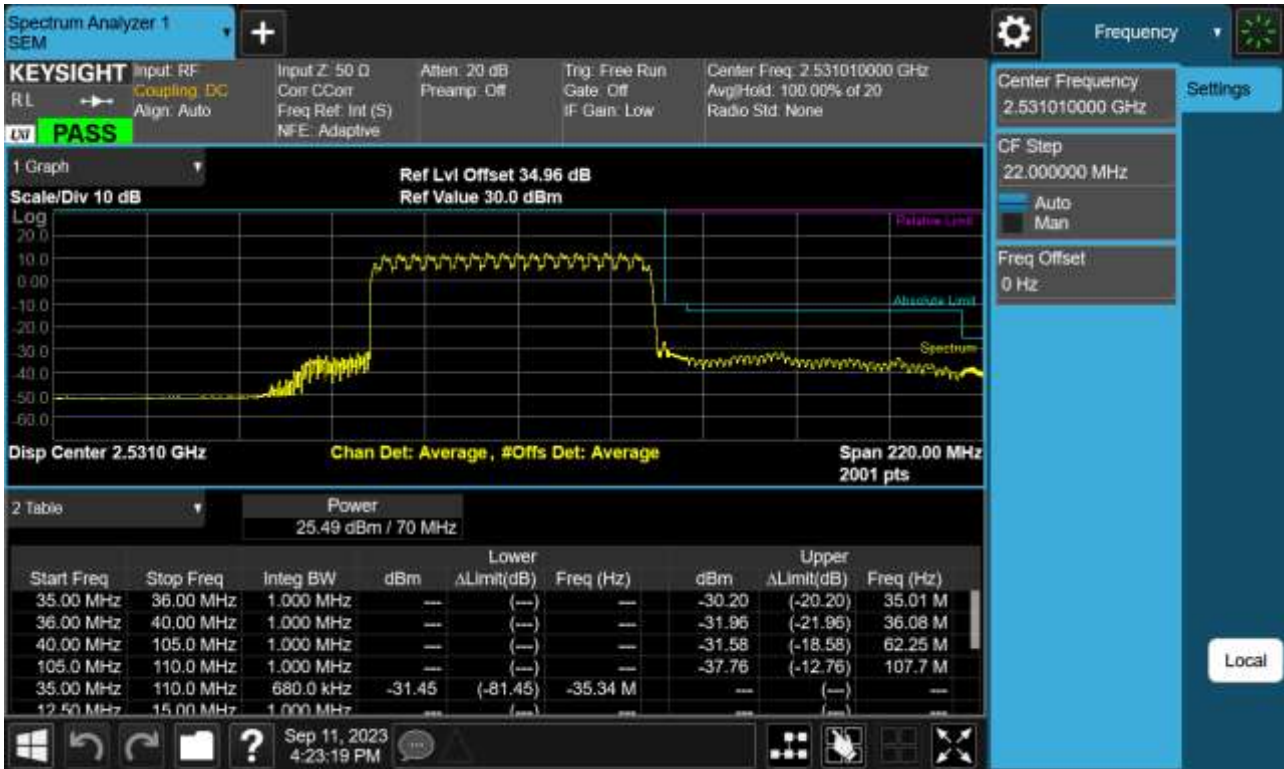 Spectrum Analyzer 1
SEM
Frequency
KEYSIGHT
RL
PASS
Input: RF
Coupling: DC
Align: Auto
Input Z: 50 Ω
Corr CCorr
Freq Ref: Int (S)
NFE: Adaptive
Atten: 20 dB
Preamp: Off
Trig: Free Run
Gate: Off
IF Gain: Low
Center Freq: 2.531010000 GHz
Avg|Hold: 100.00% of 20
Radio Std: None
Center Frequency
2.531010000 GHz
Settings
CF Step
22.000000 MHz
Auto
Man
Freq Offset
0 Hz
Local
1 Graph
Scale/Div 10 dB
Ref Lvl Offset 34.96 dB
Ref Value 30.0 dBm
Log
20.0
10.0
0.00
-10.0
-20.0
-30.0
-40.0
-50.0
-60.0
Relative Limit
Absolute Limit
Spectrum
Disp Center 2.5310 GHz
Chan Det: Average, #Offs Det: Average
Span 220.00 MHz
2001 pts
2 Table
Power
25.49 dBm / 70 MHz
Lower Upper
Start Freq Stop Freq Integ BW dBm ΔLimit(dB) Freq (Hz) dBm ΔLimit(dB) Freq (Hz)
35.00 MHz 36.00 MHz 1.000 MHz --- (---) --- -30.20 (-20.20) 35.01 M
36.00 MHz 40.00 MHz 1.000 MHz --- (---) --- -31.96 (-21.96) 36.08 M
40.00 MHz 105.0 MHz 1.000 MHz --- (---) --- -31.58 (-18.58) 62.25 M
105.0 MHz 110.0 MHz 1.000 MHz --- (---) --- -37.76 (-12.76) 107.7 M
35.00 MHz 110.0 MHz 680.0 kHz -31.45 (-81.45) -35.34 M --- (---) ---
12.50 MHz 15.00 MHz 1.000 MHz --- (---) --- --- (---) ---
Sep 11, 2023
4:23:19 PM